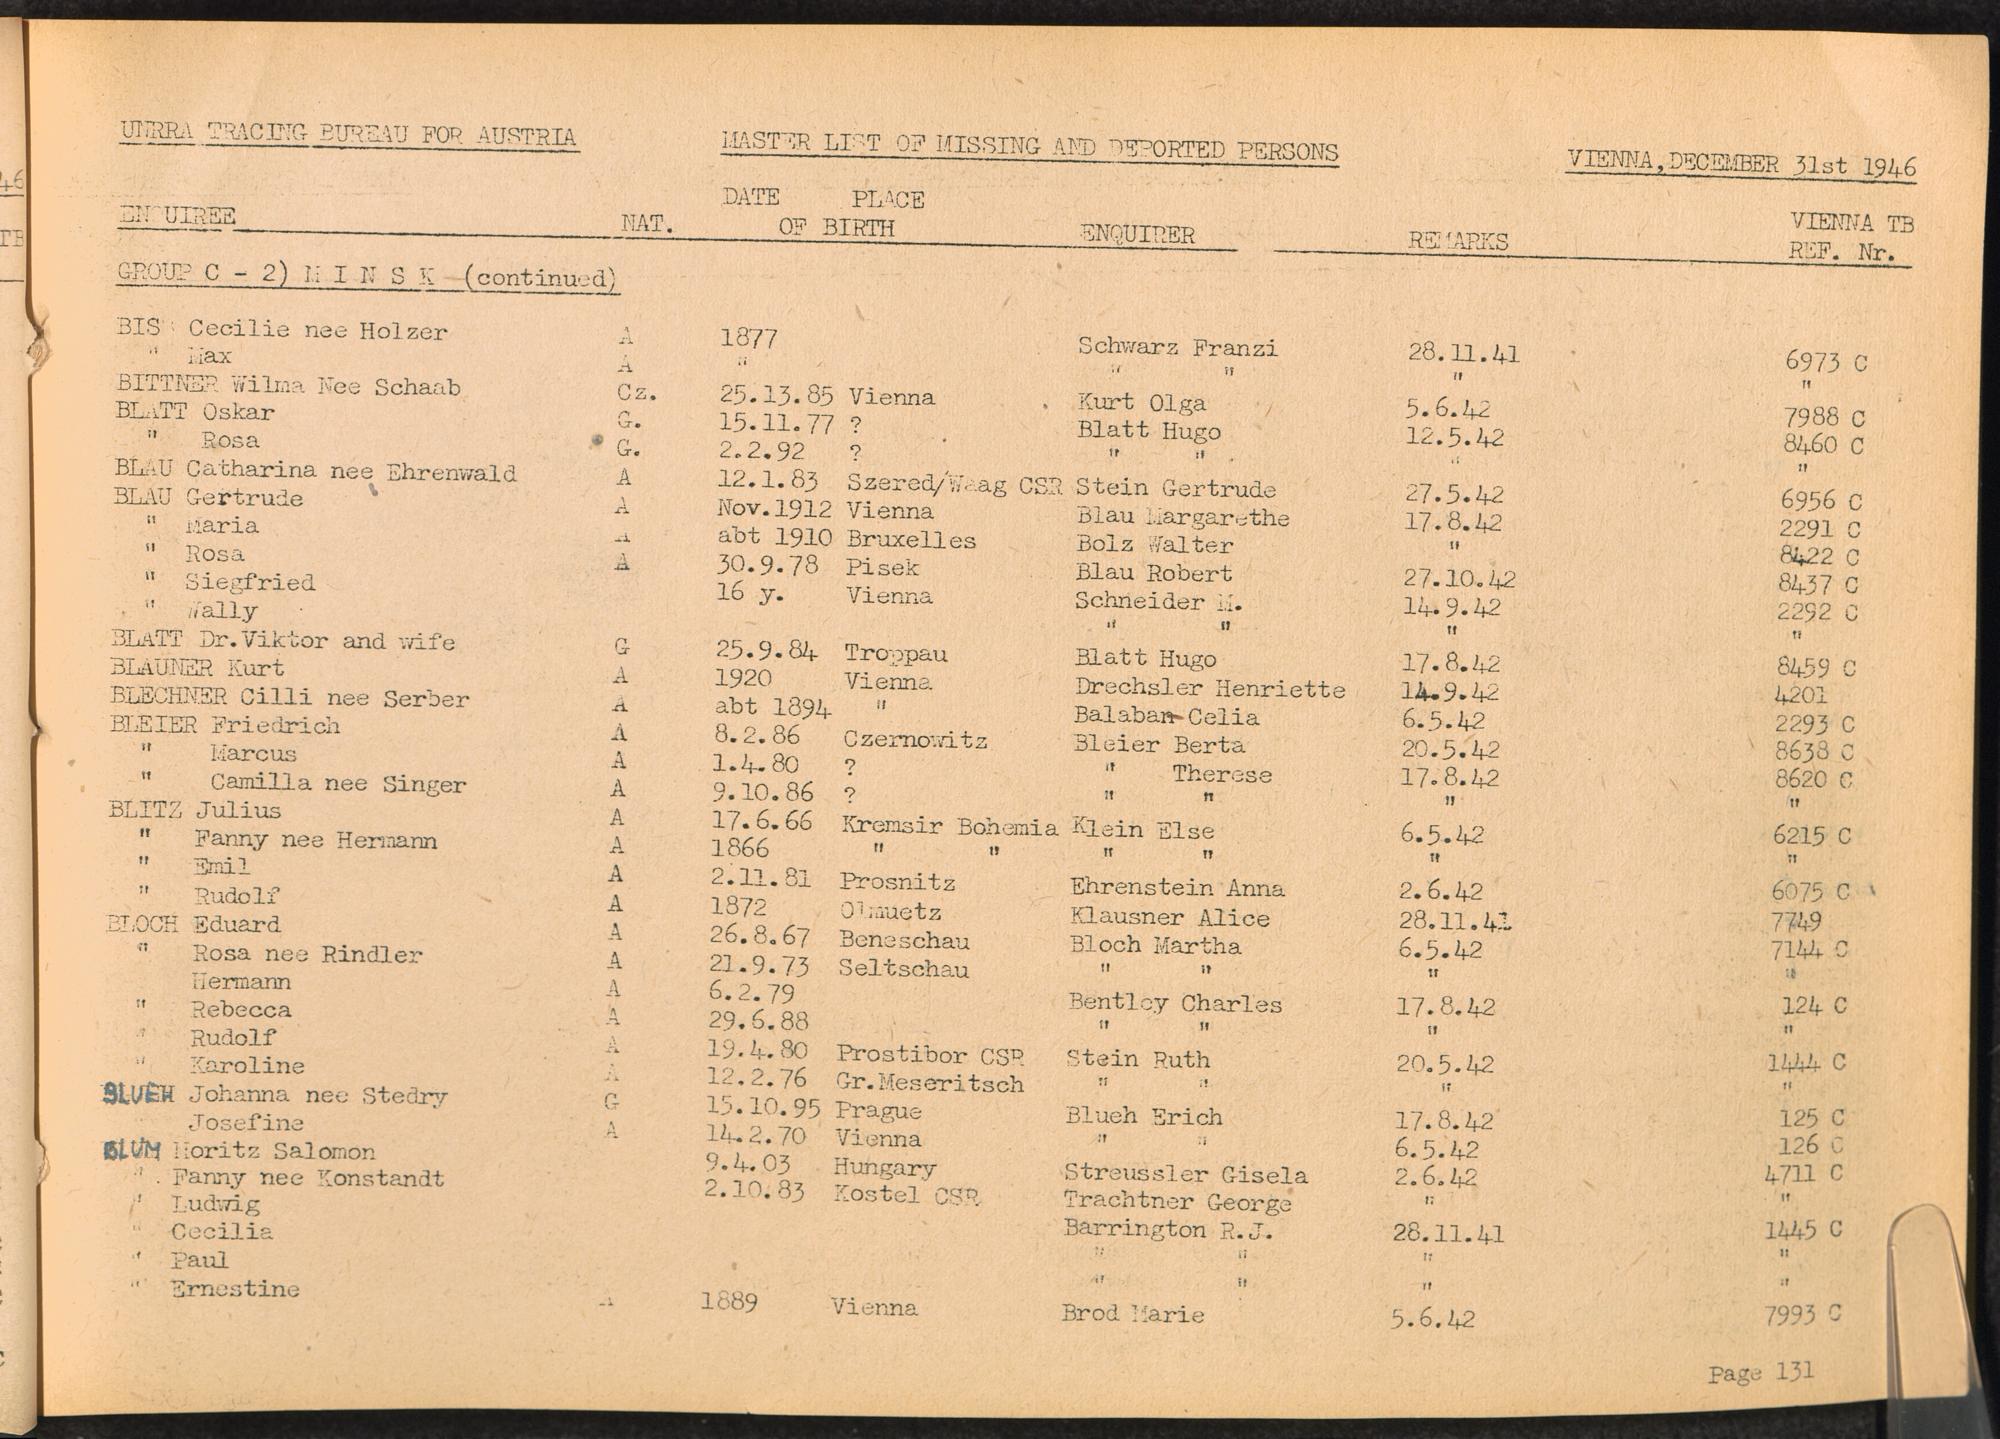 UNRRA TRACING BUREAU FOR AUSTRIA MASTER LIST OF MISSING AND DEPORTED PERSONS VIENNA, DECEMBER 31st 1946
ENQUIREE NAT. DATE PLACE OF BIRTH ENQUIRER REMARKS VIENNA TB REF. Nr.
GROUP C - 2) M I N S K (continued)
BIS Cecilie nee Holzer A 1877 Schwarz Franzi 28.11.41 6973 C
" Max A " " " " "
BITTNER Wilma Nee Schaab Cz. 25.13.85 Vienna Kurt Olga 5.6.42 7988 C
BLATT Oskar G. 15.11.77 ? Blatt Hugo 12.5.42 8460 C
" Rosa G. 2.2.92 ? " " " "
BLAU Catharina nee Ehrenwald A 12.1.83 Szered/Waag CSR Stein Gertrude 27.5.42 6956 C
BLAU Gertrude A Nov.1912 Vienna Blau Margarethe 17.8.42 2291 C
" Maria A abt 1910 Bruxelles Bolz Walter " 8422 C
" Rosa A 30.9.78 Pisek Blau Robert 27.10.42 8437 C
" Siegfried 16 y. Vienna Schneider M. 14.9.42 2292 C
" Wally " " " "
BLATT Dr.Viktor and wife G 25.9.84 Troppau Blatt Hugo 17.8.42 8459 C
BLAUNER Kurt A 1920 Vienna Drechsler Henriette 14.9.42 4201
BLECHNER Cilli nee Serber A abt 1894 " Balaban Celia 6.5.42 2293 C
BLEIER Friedrich A 8.2.86 Czernowitz Bleier Berta 20.5.42 8638 C
" Marcus A 1.4.80 ? " Therese 17.8.42 8620 C
" Camilla nee Singer A 9.10.86 ? " " " "
BLITZ Julius A 17.6.66 Kremsir Bohemia Klein Else 6.5.42 6215 C
" Fanny nee Hermann A 1866 " " " " " "
" Emil A 2.11.81 Prosnitz Ehrenstein Anna 2.6.42 6075 C
" Rudolf A 1872 Olmuetz Klausner Alice 28.11.41 7749
BLOCH Eduard A 26.8.67 Beneschau Bloch Martha 6.5.42 7144 C
" Rosa nee Rindler A 21.9.73 Seltschau " " " "
Hermann A 6.2.79 Bentley Charles 17.8.42 124 C
" Rebecca A 29.6.88 " " " "
" Rudolf A 19.4.80 Prostibor CSR Stein Ruth 20.5.42 1444 C
" Karoline A 12.2.76 Gr.Meseritsch " " " "
BLUEH Johanna nee Stedry G 15.10.95 Prague Blueh Erich 17.8.42 125 C
Josefine A 14.2.70 Vienna " " 6.5.42 126 C
BLUM Moritz Salomon 9.4.03 Hungary Streussler Gisela 2.6.42 4711 C
" Fanny nee Konstandt 2.10.83 Kostel CSR Trachtner George " "
" Ludwig Barrington R.J. 28.11.41 1445 C
" Cecilia " " " "
" Paul " " " "
" Ernestine A 1889 Vienna Brod Marie 5.6.42 7993 C
Page 131